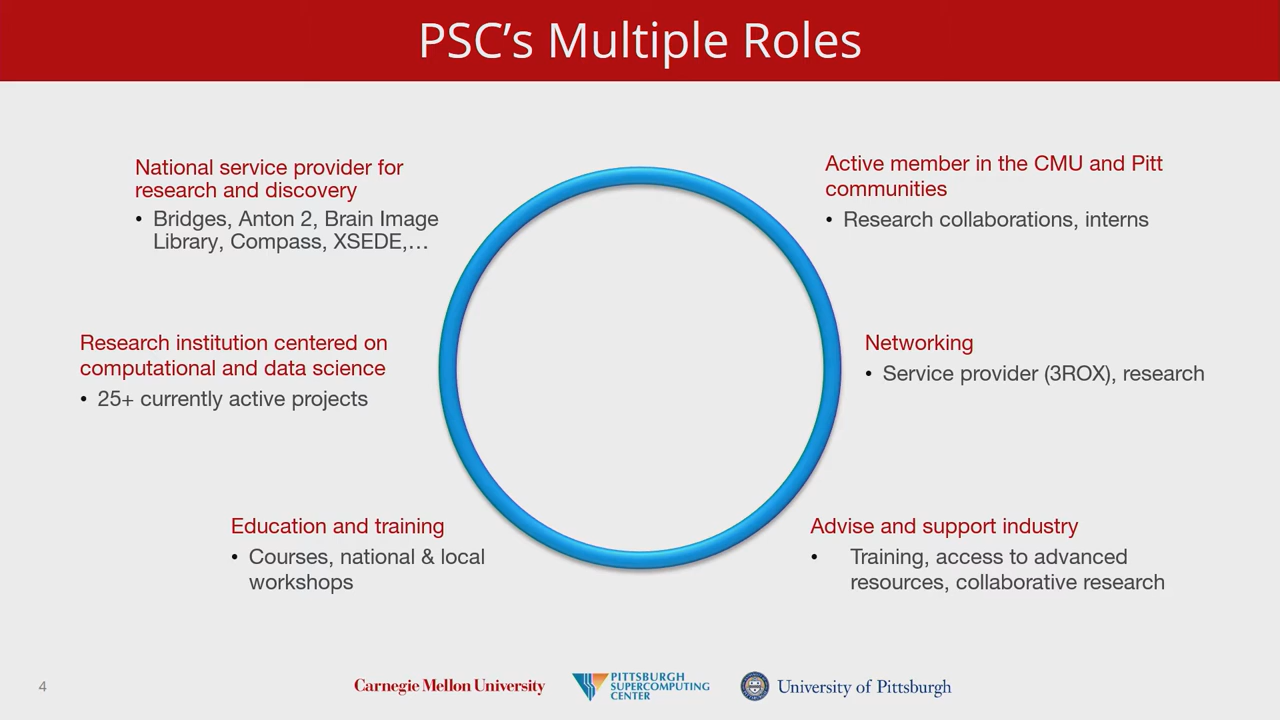 PSC’s Multiple Roles
National service provider for
research and discovery
• Bridges, Anton 2, Brain Image
Library, Compass, XSEDE,…
Research institution centered on
computational and data science
• 25+ currently active projects
Education and training
• Courses, national & local
workshops
Active member in the CMU and Pitt
communities
• Research collaborations, interns
Networking
• Service provider (3ROX), research
Advise and support industry
• Training, access to advanced
resources, collaborative research
4
Carnegie Mellon University
PITTSBURGH
SUPERCOMPUTING
CENTER
University of Pittsburgh